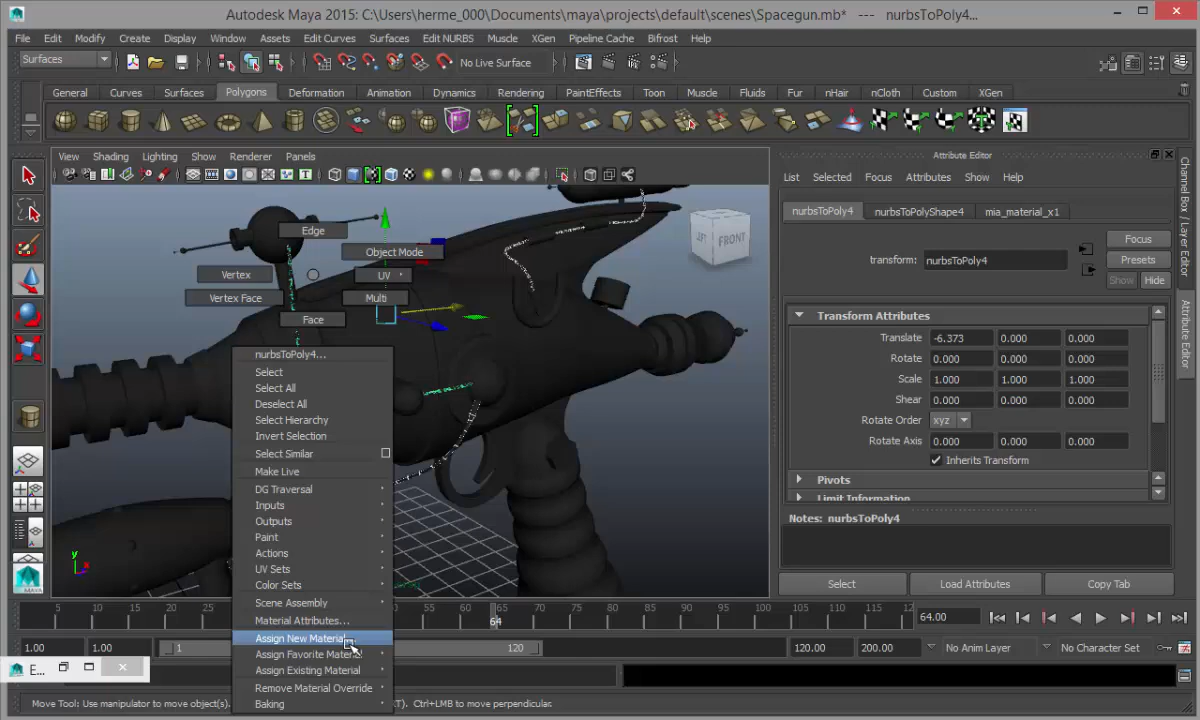 Autodesk Maya 2015: C:\Users\herme_000\Documents\maya\projects\default\scenes\Spacegun.mb* --- nurbsToPoly4...
File Edit Modify Create Display Window Assets Edit Curves Surfaces Edit NURBS Muscle XGen Pipeline Cache Bifrost Help
Surfaces No Live Surface
General Curves Surfaces Polygons Deformation Animation Dynamics Rendering PaintEffects Toon Muscle Fluids Fur nHair nCloth Custom XGen
View Shading Lighting Show Renderer Panels
FRONT
Edge
Object Mode
Vertex
UV
Vertex Face
Multi
Face
nurbsToPoly4...
Select
Select All
Deselect All
Select Hierarchy
Invert Selection
Select Similar
Make Live
DG Traversal
Inputs
Outputs
Paint
Actions
UV Sets
Color Sets
Scene Assembly
Material Attributes...
Assign New Material
Assign Favorite Material
Assign Existing Material
Remove Material Override
Baking
y
x
MAYA
Attribute Editor
List Selected Focus Attributes Show Help
nurbsToPoly4 nurbsToPolyShape4 mia_material_x1
transform: nurbsToPoly4
Focus
Presets
Show Hide
Transform Attributes
Translate -6.373 0.000 0.000
Rotate 0.000 0.000 0.000
Scale 1.000 1.000 1.000
Shear 0.000 0.000 0.000
Rotate Order xyz
Rotate Axis 0.000 0.000 0.000
Inherits Transform
Pivots
Limit Information
Notes: nurbsToPoly4
Select Load Attributes Copy Tab
Channel Box / Layer Editor
Attribute Editor
5 10 15 20 25 55 60 64 65 70 75 80 85 90 95 100 105 110 12 64.00
1.00 1.00 1 120 120.00 200.00 No Anim Layer No Character Set
E...
Move Tool: Use manipulator to move object(s). Ctrl+LMB to move perpendicular.